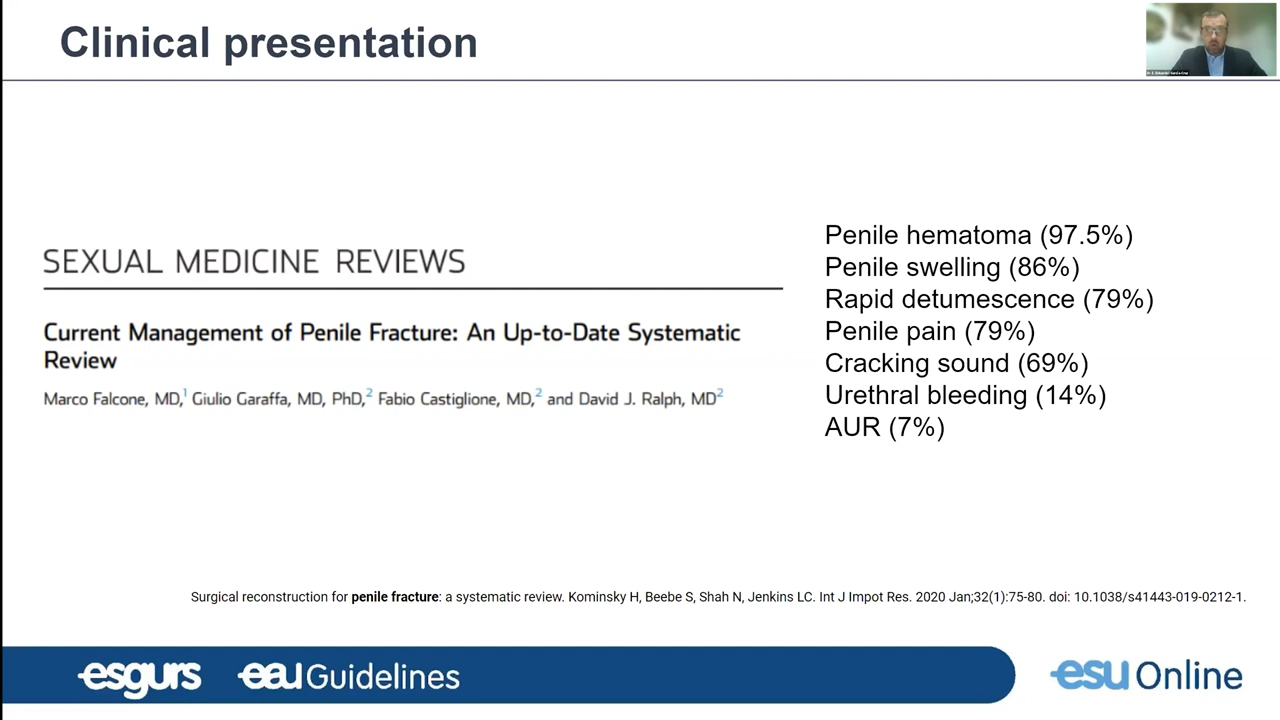 Clinical presentation
SEXUAL MEDICINE REVIEWS
Current Management of Penile Fracture: An Up-to-Date Systematic
Review
Marco Falcone, MD,1 Giulio Garaffa, MD, PhD,2 Fabio Castiglione, MD,2 and David J. Ralph, MD2
Penile hematoma (97.5%)
Penile swelling (86%)
Rapid detumescence (79%)
Penile pain (79%)
Cracking sound (69%)
Urethral bleeding (14%)
AUR (7%)
Surgical reconstruction for penile fracture: a systematic review. Kominsky H, Beebe S, Shah N, Jenkins LC. Int J Impot Res. 2020 Jan;32(1):75-80. doi: 10.1038/s41443-019-0212-1.
esgurs
eau Guidelines
esu Online